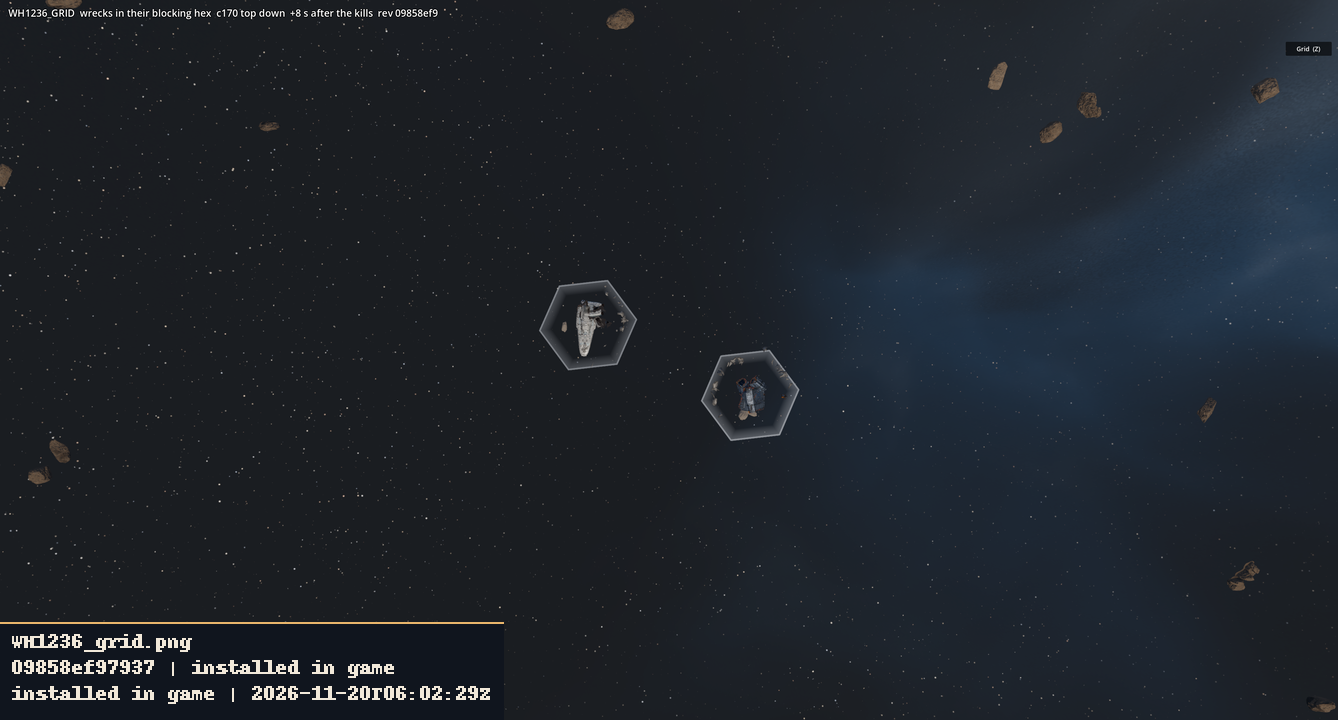 WH1236_GRID  wrecks in their blocking hex  c170 top down  +8 s after the kills  rev 09858ef9
Grid (Z)
WH1236_grid.png
09858ef97937 | installed in game
installed in game | 2026-11-20T06:02:29Z